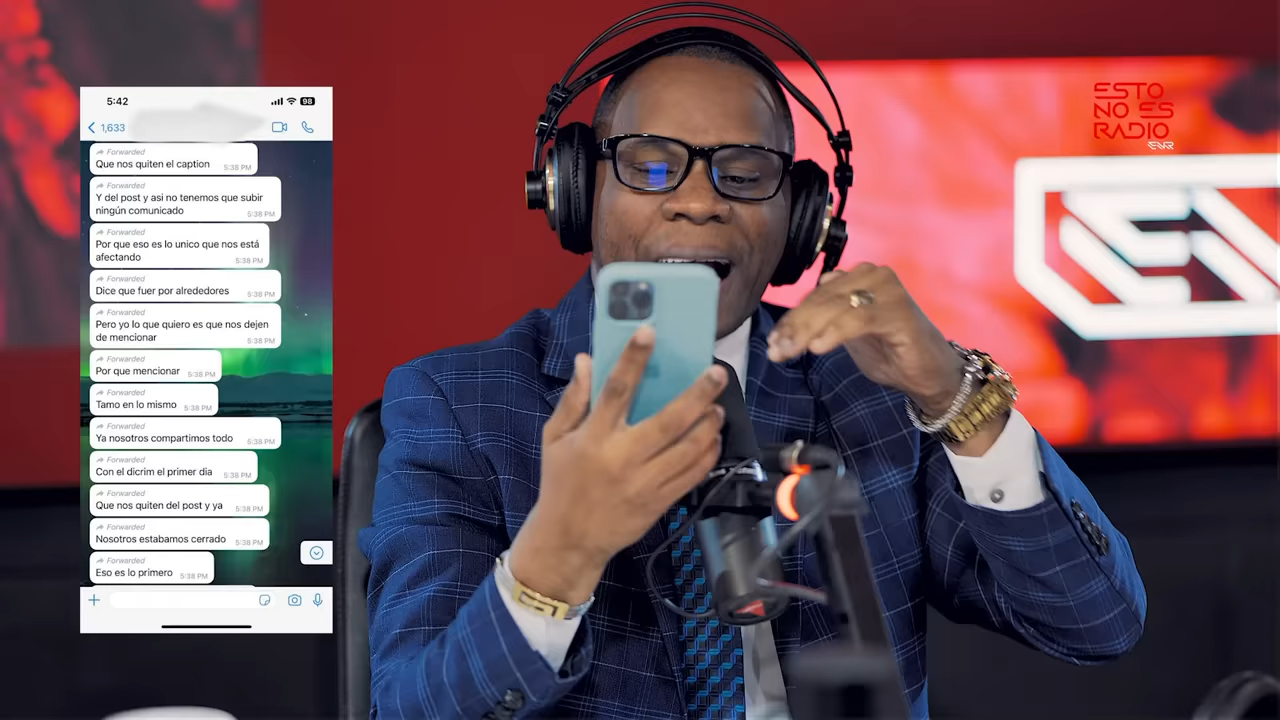 5:42
98
1,633
Forwarded
Que nos quiten el caption
5:38 PM
Forwarded
Y del post y asi no tenemos que subir
ningún comunicado
5:38 PM
Forwarded
Por que eso es lo unico que nos está
afectando
5:38 PM
Forwarded
Dice que fuer por alrededores
5:38 PM
Forwarded
Pero yo lo que quiero es que nos dejen
de mencionar
5:38 PM
Forwarded
Por que mencionar
5:38 PM
Forwarded
Tamo en lo mismo
5:38 PM
Forwarded
Ya nosotros compartimos todo
5:38 PM
Forwarded
Con el dicrim el primer dia
5:38 PM
Forwarded
Que nos quiten del post y ya
5:38 PM
Forwarded
Nosotros estabamos cerrado
5:38 PM
Forwarded
Eso es lo primero
5:38 PM
ESTO
NO ES
RADIO